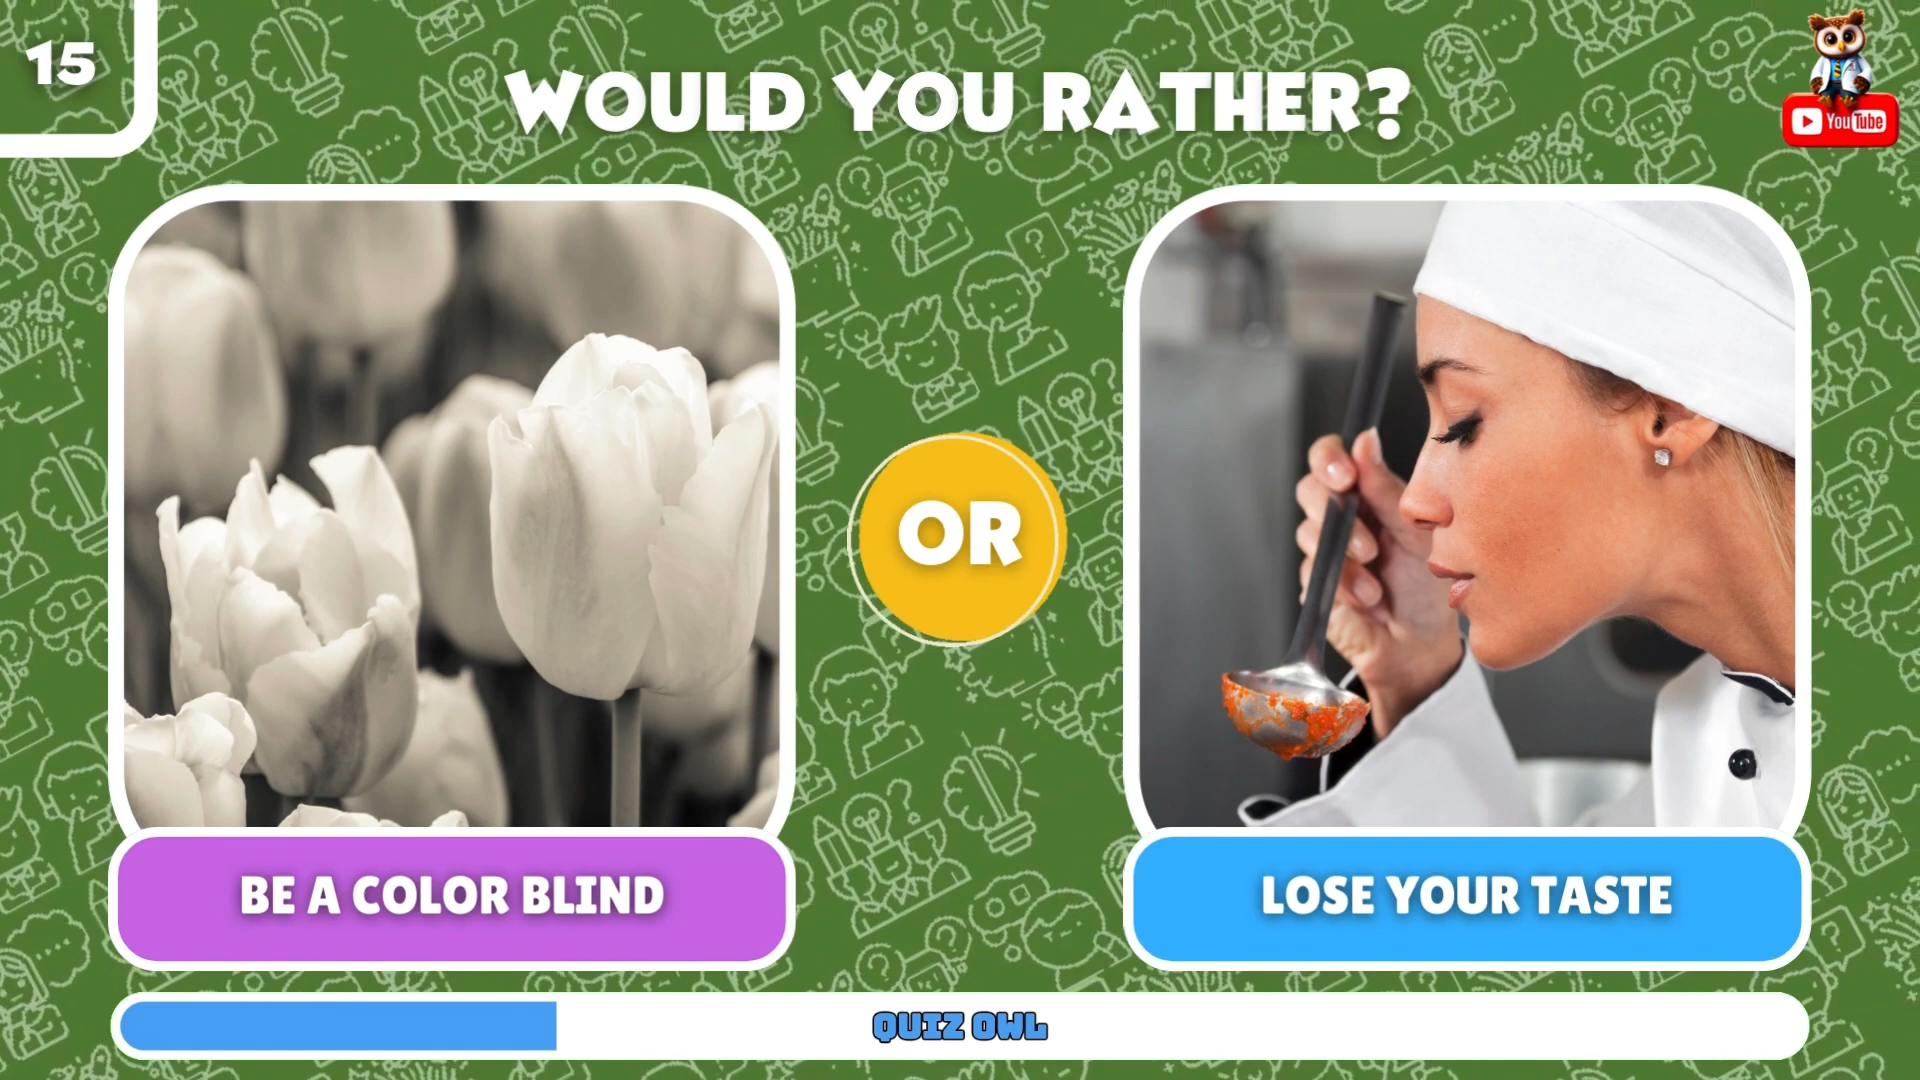 15
WOULD YOU RATHER?
YouTube
OR
BE A COLOR BLIND
LOSE YOUR TASTE
QUIZ OWL